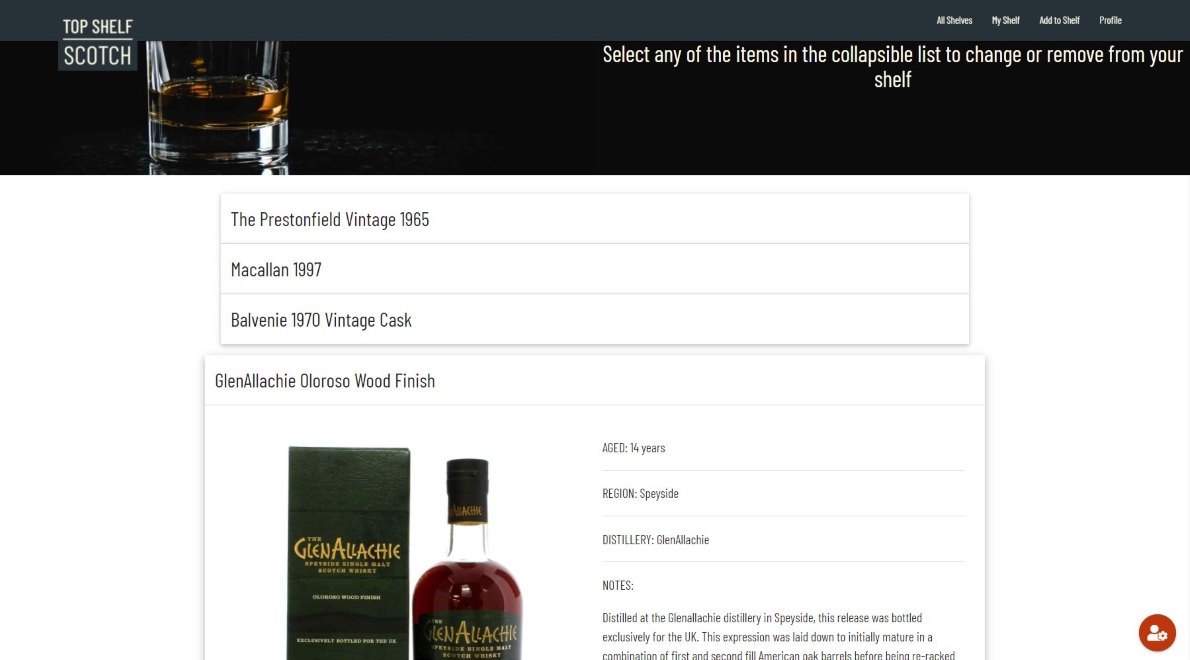 TOP SHELF
SCOTCH
All Shelves
My Shelf
Add to Shelf
Profile
Select any of the items in the collapsible list to change or remove from your
shelf
The Prestonfield Vintage 1965
Macallan 1997
Balvenie 1970 Vintage Cask
GlenAllachie Oloroso Wood Finish
THE
GLENALLACHIE
SPEYSIDE SINGLE MALT
SCOTCH WHISKY
OLOROSO WOOD FINISH
EXCLUSIVELY BOTTLED FOR THE UK
THE
GLENALLACHIE
SPEYSIDE SINGLE MALT
SCOTCH WHISKY
AGED: 14 years
REGION: Speyside
DISTILLERY: GlenAllachie
NOTES:
Distilled at the Glenallachie distillery in Speyside, this release was bottled
exclusively for the UK. This expression was laid down to initially mature in a
combination of first and second fill American oak barrels before being re-racked